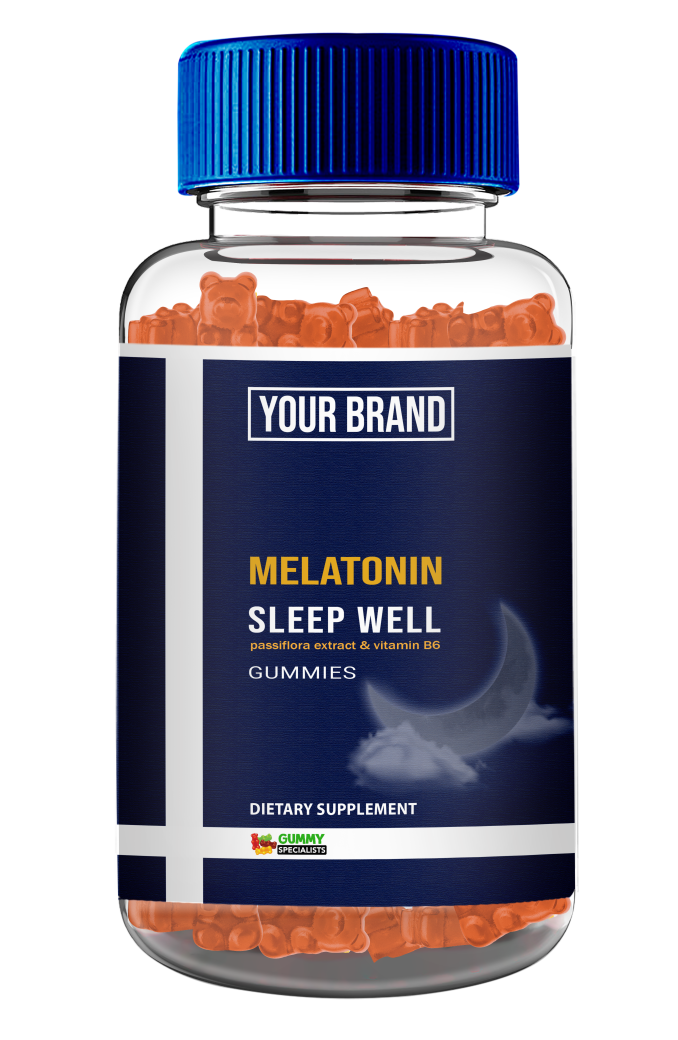 YOUR BRAND
MELATONIN
SLEEP WELL
passiflora extract & vitamin B6
GUMMIES
DIETARY SUPPLEMENT
GUMMY
SPECIALISTS